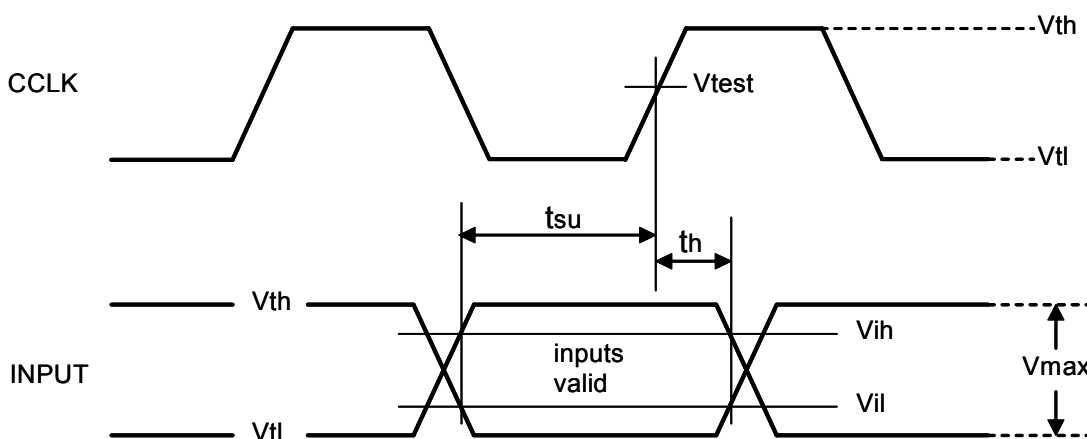 Vth
CCLK
Vtest
Vtl
tsu
th
Vth
Vih
inputs
valid
INPUT
Vmax
Vil
Vtl